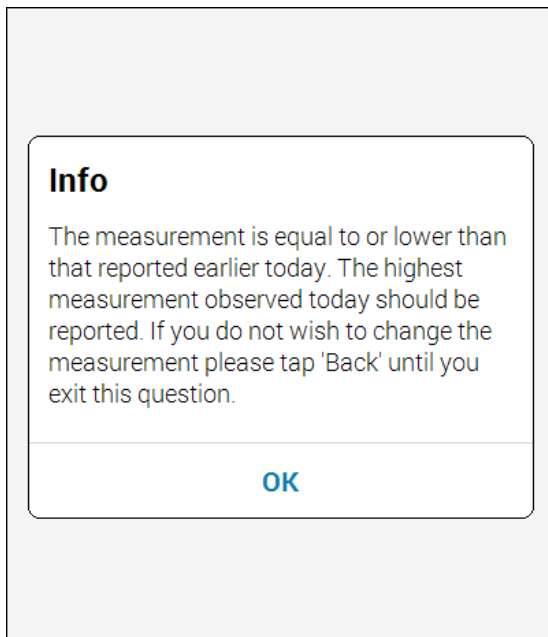 Info
The measurement is equal to or lower than
that reported earlier today. The highest
measurement observed today should be
reported. If you do not wish to change the
measurement please tap 'Back' until you
exit this question.
OK